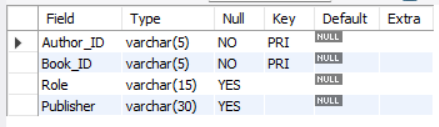 Field Type Null Key Default Extra
Author_ID varchar(5) NO PRI NULL
Book_ID varchar(5) NO PRI NULL
Role varchar(15) YES NULL
Publisher varchar(30) YES NULL